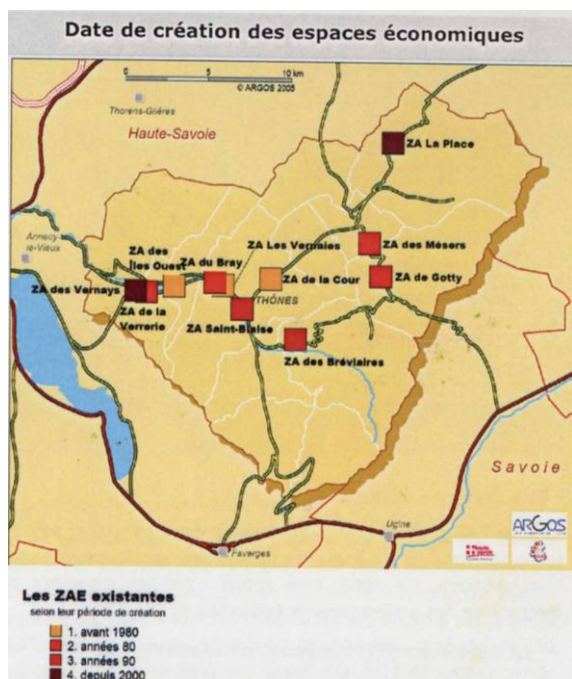 Date de création des espaces économiques
0 5 10 km
© ARGOS 2005
Thorens-Glières
Haute-Savoie
ZA La Place
Annecy-
le-Vieux
ZA des
Îles Ouest
ZA du Bray
ZA Les Vernaies
ZA des Mésers
ZA des Vernays
ZA de la Cour
ZA de Gotty
ZA de la
Verrerie
THÔNES
ZA Saint-Blaise
ZA des Bréviaires
Savoie
ARGOS
Ugine
Faverges
Les ZAE existantes
selon leur période de création
1. avant 1980
2. années 80
3. années 90
4. depuis 2000